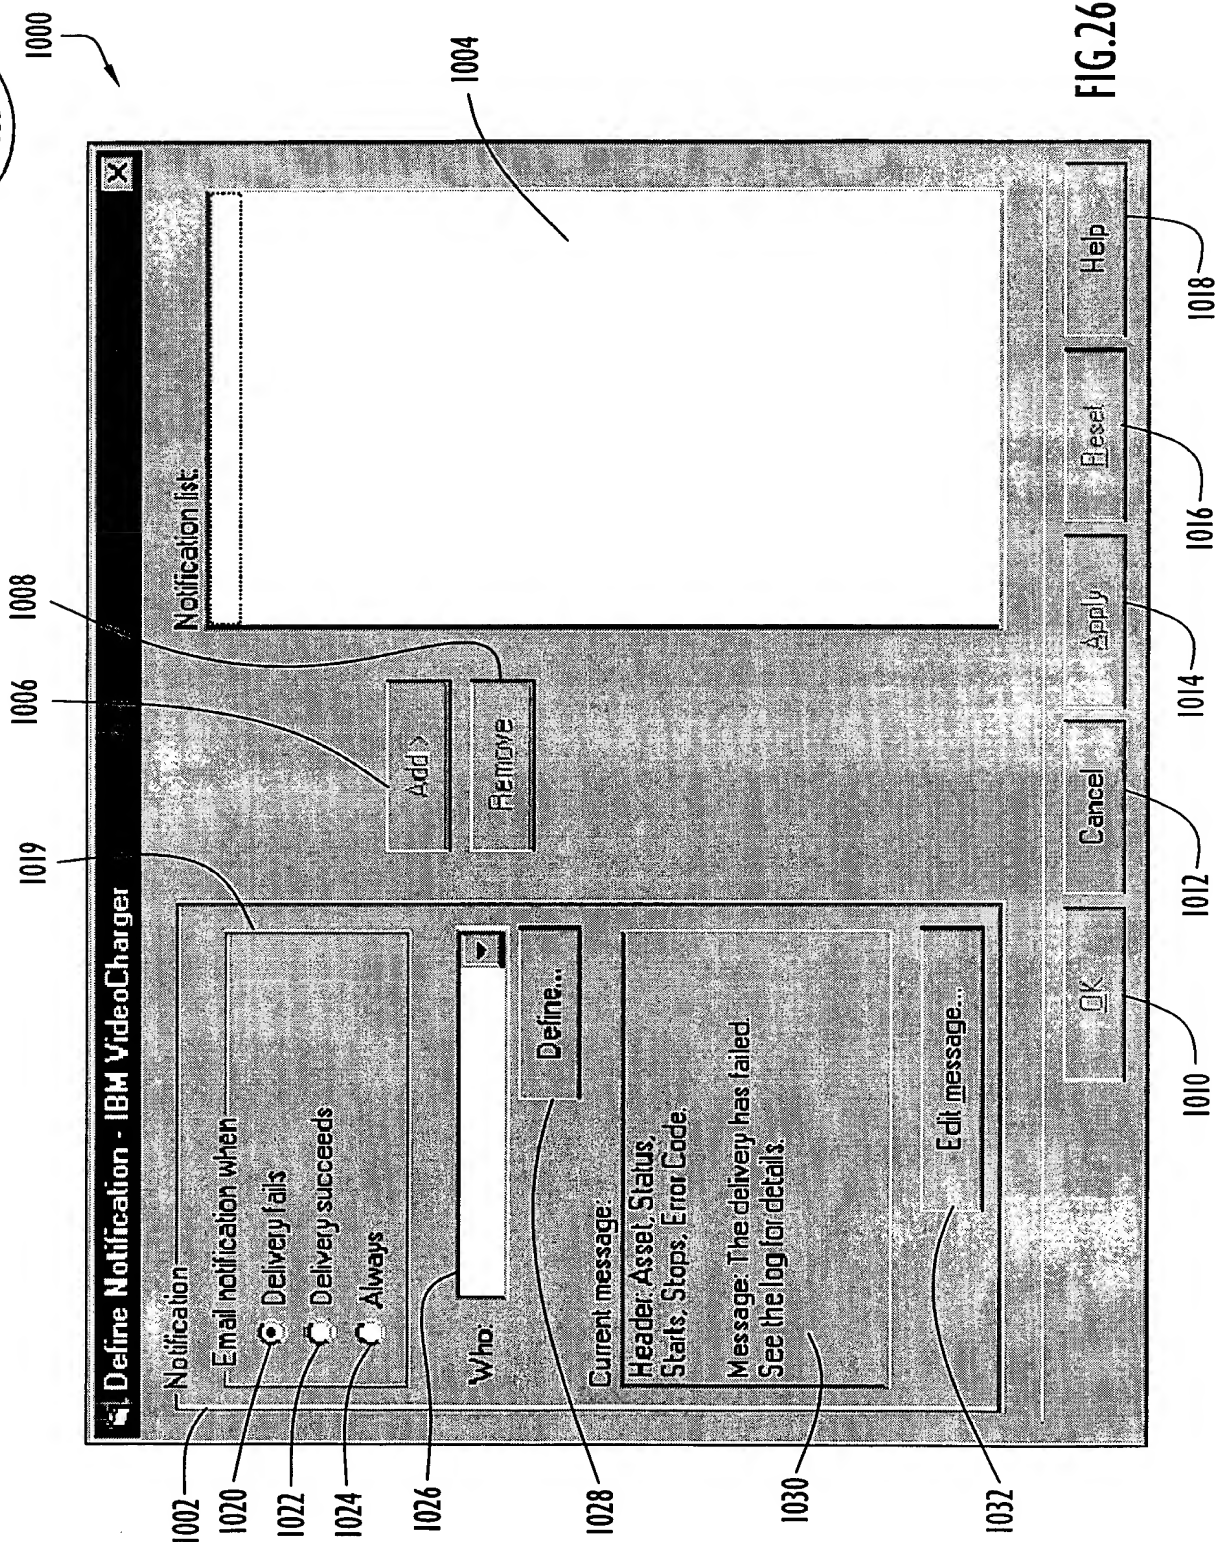 1000
Define Notification - IBM VideoCharger
Notification
Email notification when
Delivery fails
Delivery succeeds
Always
Who:
Define...
Current message:
Header: Asset, Status,
Starts, Stops, Error Code.
Message: The delivery has failed.
See the log for details.
Edit message...
Add >
Remove
Notification list:
OK
Cancel
Apply
Reset
Help
1002
1020
1022
1024
1026
1028
1030
1032
1019
1006
1008
1004
1010
1012
1014
1016
1018
FIG.26